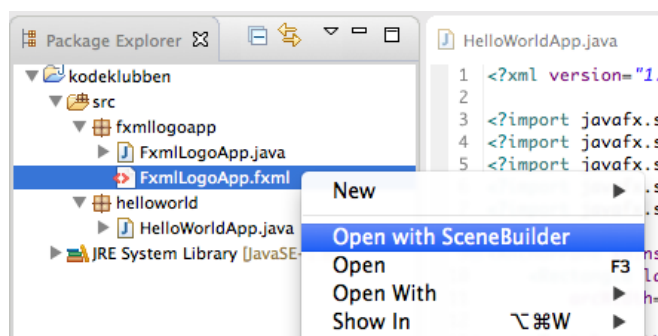 Package Explorer
kodeklubben
src
fxmllogoapp
FxmlLogoApp.java
FxmlLogoApp.fxml
helloworld
HelloWorldApp.java
JRE System Library [JavaSE-
HelloWorldApp.java
1 <?xml version="1.
2
3 <?import javafx.s
4 <?import javafx.s
5 <?import javafx.s
New
Open with SceneBuilder
Open F3
Open With
Show In ⌥⌘W